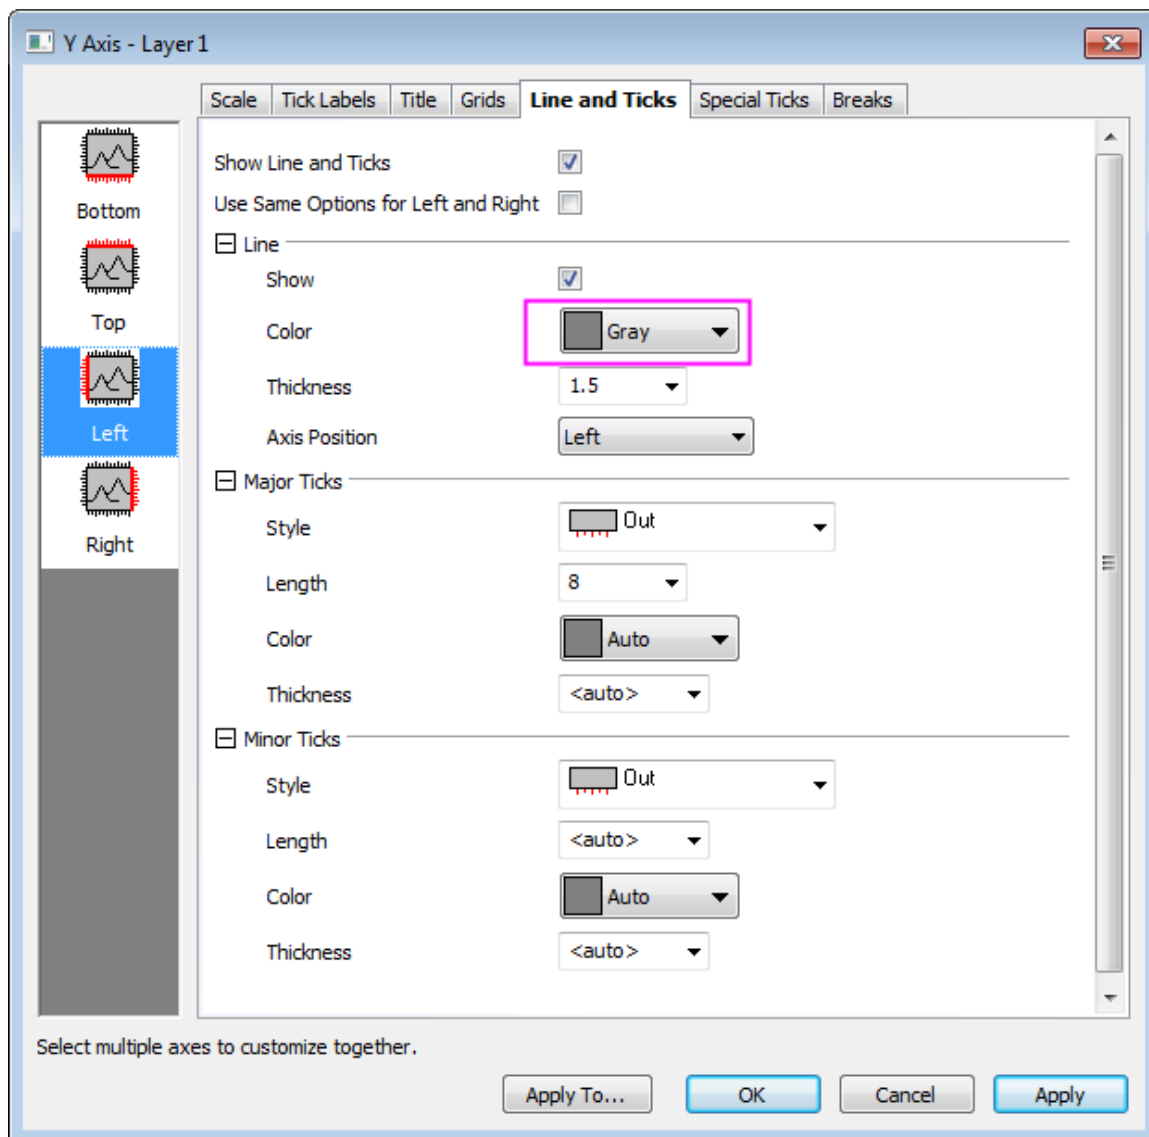 Y Axis - Layer1
Scale Tick Labels Title Grids Line and Ticks Special Ticks Breaks
Bottom
Top
Left
Right
Show Line and Ticks
Use Same Options for Left and Right
Line
Show
Color Gray
Thickness 1.5
Axis Position Left
Major Ticks
Style Out
Length 8
Color Auto
Thickness <auto>
Minor Ticks
Style Out
Length <auto>
Color Auto
Thickness <auto>
Select multiple axes to customize together.
Apply To... OK Cancel Apply